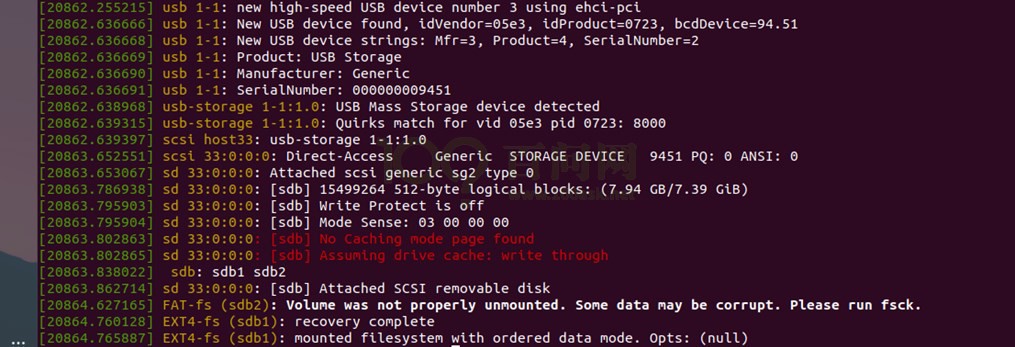 [20862.255215] usb 1-1: new high-speed USB device number 3 using ehci-pci
[20862.636666] usb 1-1: New USB device found, idVendor=05e3, idProduct=0723, bcdDevice=94.51
[20862.636668] usb 1-1: New USB device strings: Mfr=3, Product=4, SerialNumber=2
[20862.636669] usb 1-1: Product: USB Storage
[20862.636690] usb 1-1: Manufacturer: Generic
[20862.636691] usb 1-1: SerialNumber: 000000009451
[20862.638968] usb-storage 1-1:1.0: USB Mass Storage device detected
[20862.639315] usb-storage 1-1:1.0: Quirks match for vid 05e3 pid 0723: 8000
[20862.639397] scsi host33: usb-storage 1-1:1.0
[20863.652551] scsi 33:0:0:0: Direct-Access     Generic  STORAGE DEVICE   9451 PQ: 0 ANSI: 0
[20863.653067] sd 33:0:0:0: Attached scsi generic sg2 type 0
[20863.786938] sd 33:0:0:0: [sdb] 15499264 512-byte logical blocks: (7.94 GB/7.39 GiB)
[20863.795903] sd 33:0:0:0: [sdb] Write Protect is off
[20863.795904] sd 33:0:0:0: [sdb] Mode Sense: 03 00 00 00
[20863.802863] sd 33:0:0:0: [sdb] No Caching mode page found
[20863.802865] sd 33:0:0:0: [sdb] Assuming drive cache: write through
[20863.838022]  sdb: sdb1 sdb2
[20863.862714] sd 33:0:0:0: [sdb] Attached SCSI removable disk
[20864.627165] FAT-fs (sdb2): Volume was not properly unmounted. Some data may be corrupt. Please run fsck.
[20864.760128] EXT4-fs (sdb1): recovery complete
[20864.765887] EXT4-fs (sdb1): mounted filesystem with ordered data mode. Opts: (null)
百问网